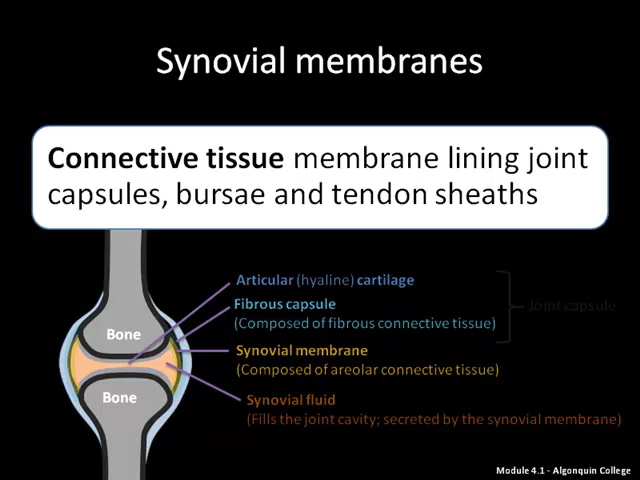 Synovial membranes
Connective tissue membrane lining joint
capsules, bursae and tendon sheaths
Articular (hyaline) cartilage
Fibrous capsule
(Composed of fibrous connective tissue)
Joint capsule
Bone
Synovial membrane
(Composed of areolar connective tissue)
Bone
Synovial fluid
(Fills the joint cavity; secreted by the synovial membrane)
Module 4.1 - Algonquin College